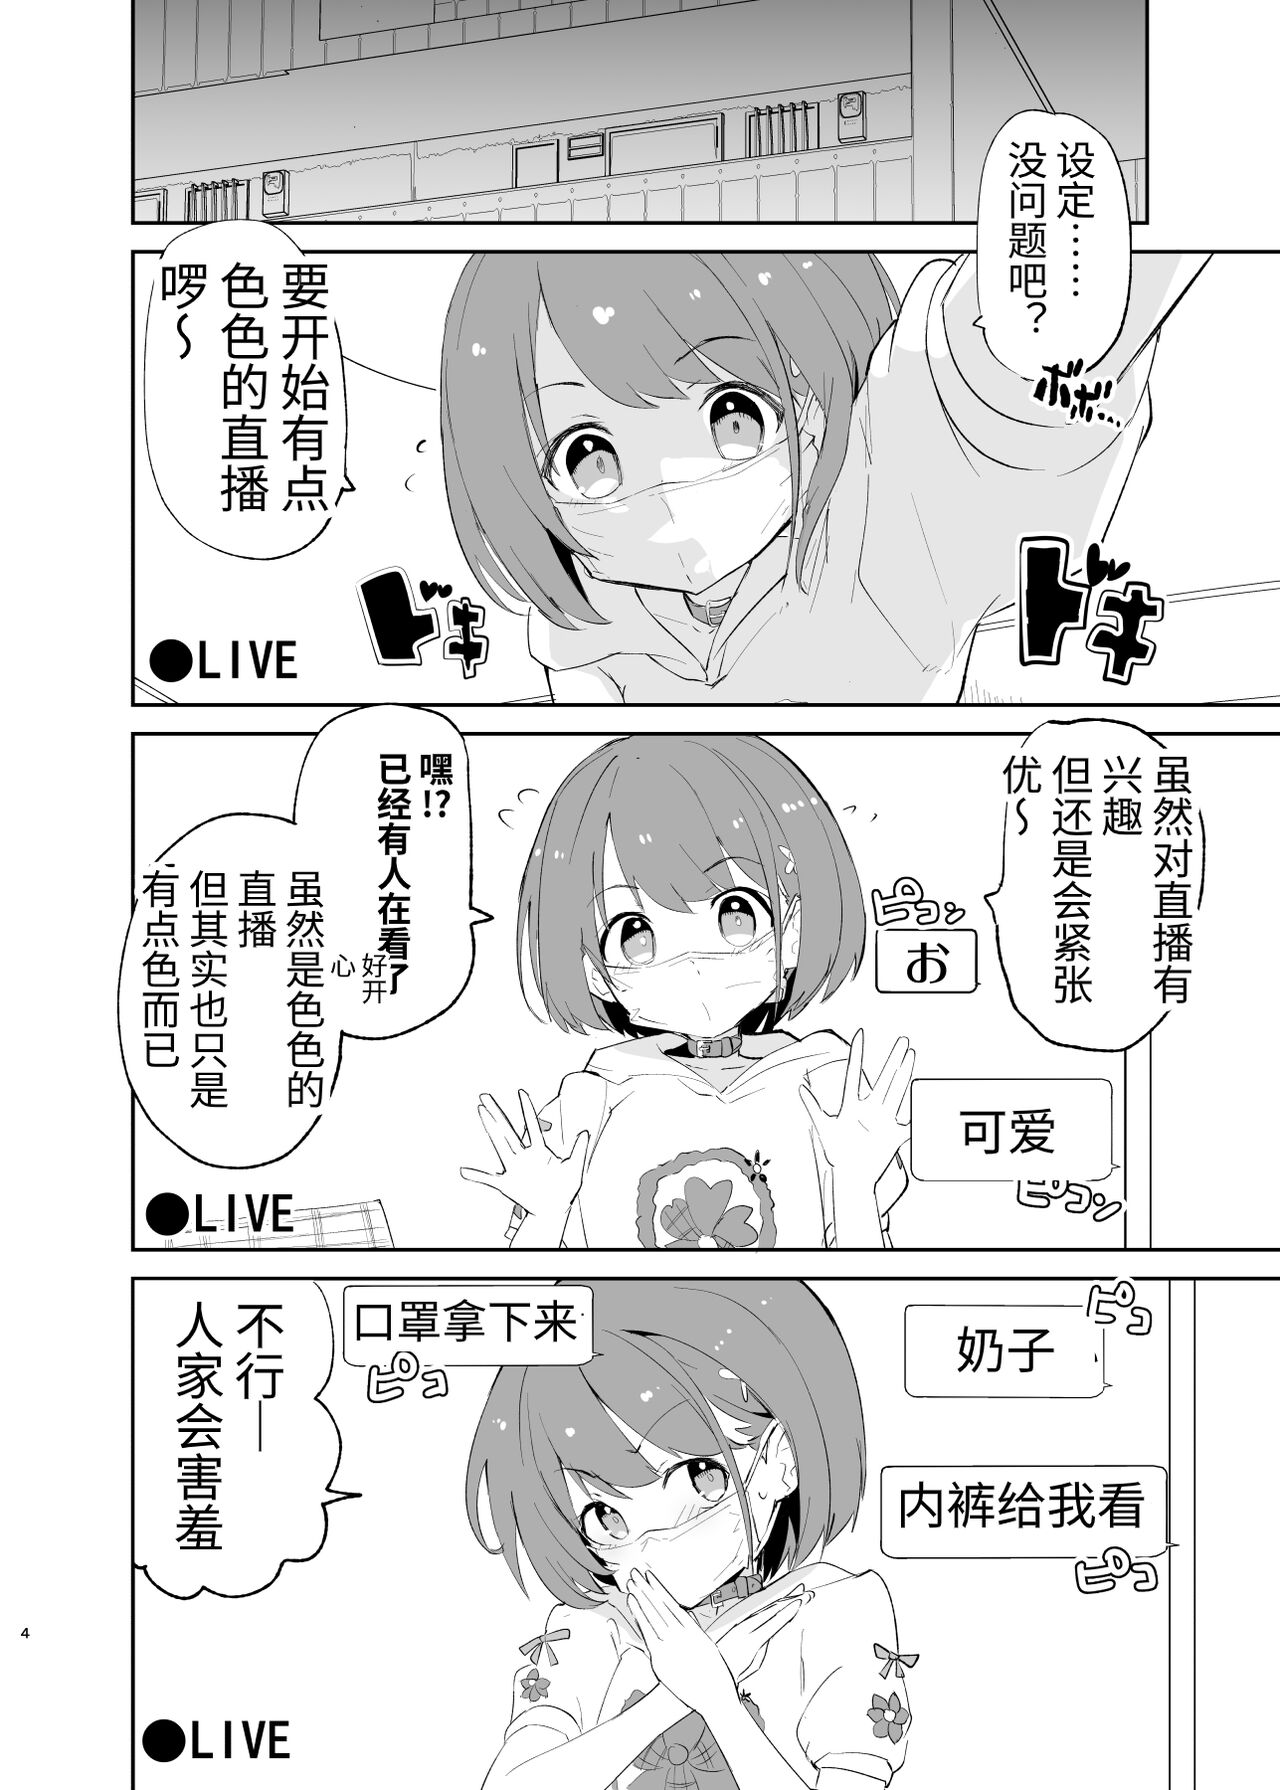 设定……
没问题吧？
ボボボ…
要开始有点
色色的直播
啰～
ドキ
ドキ
●LIVE
虽然对直播有
兴趣
但还是会紧张
优～
ピコン
お
嘿!?
已经有人在看了
好开
心
虽然是色色的
直播
但其实也只是
有点色而已
可爱
ピコン
●LIVE
ピコ
奶子
口罩拿下来
ピコ
内裤给我看
ピコ
不行—
人家会害羞
●LIVE
4